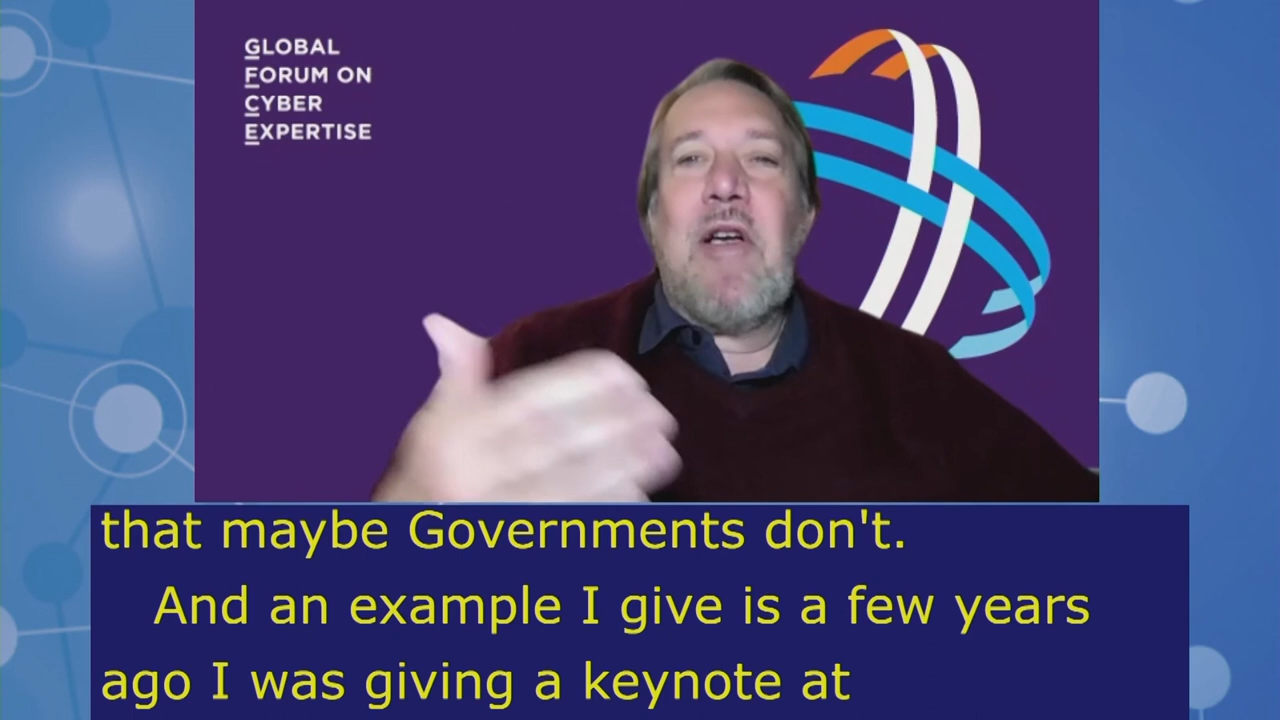 GLOBAL
FORUM ON
CYBER
EXPERTISE
that maybe Governments don't.
And an example I give is a few years
ago I was giving a keynote at